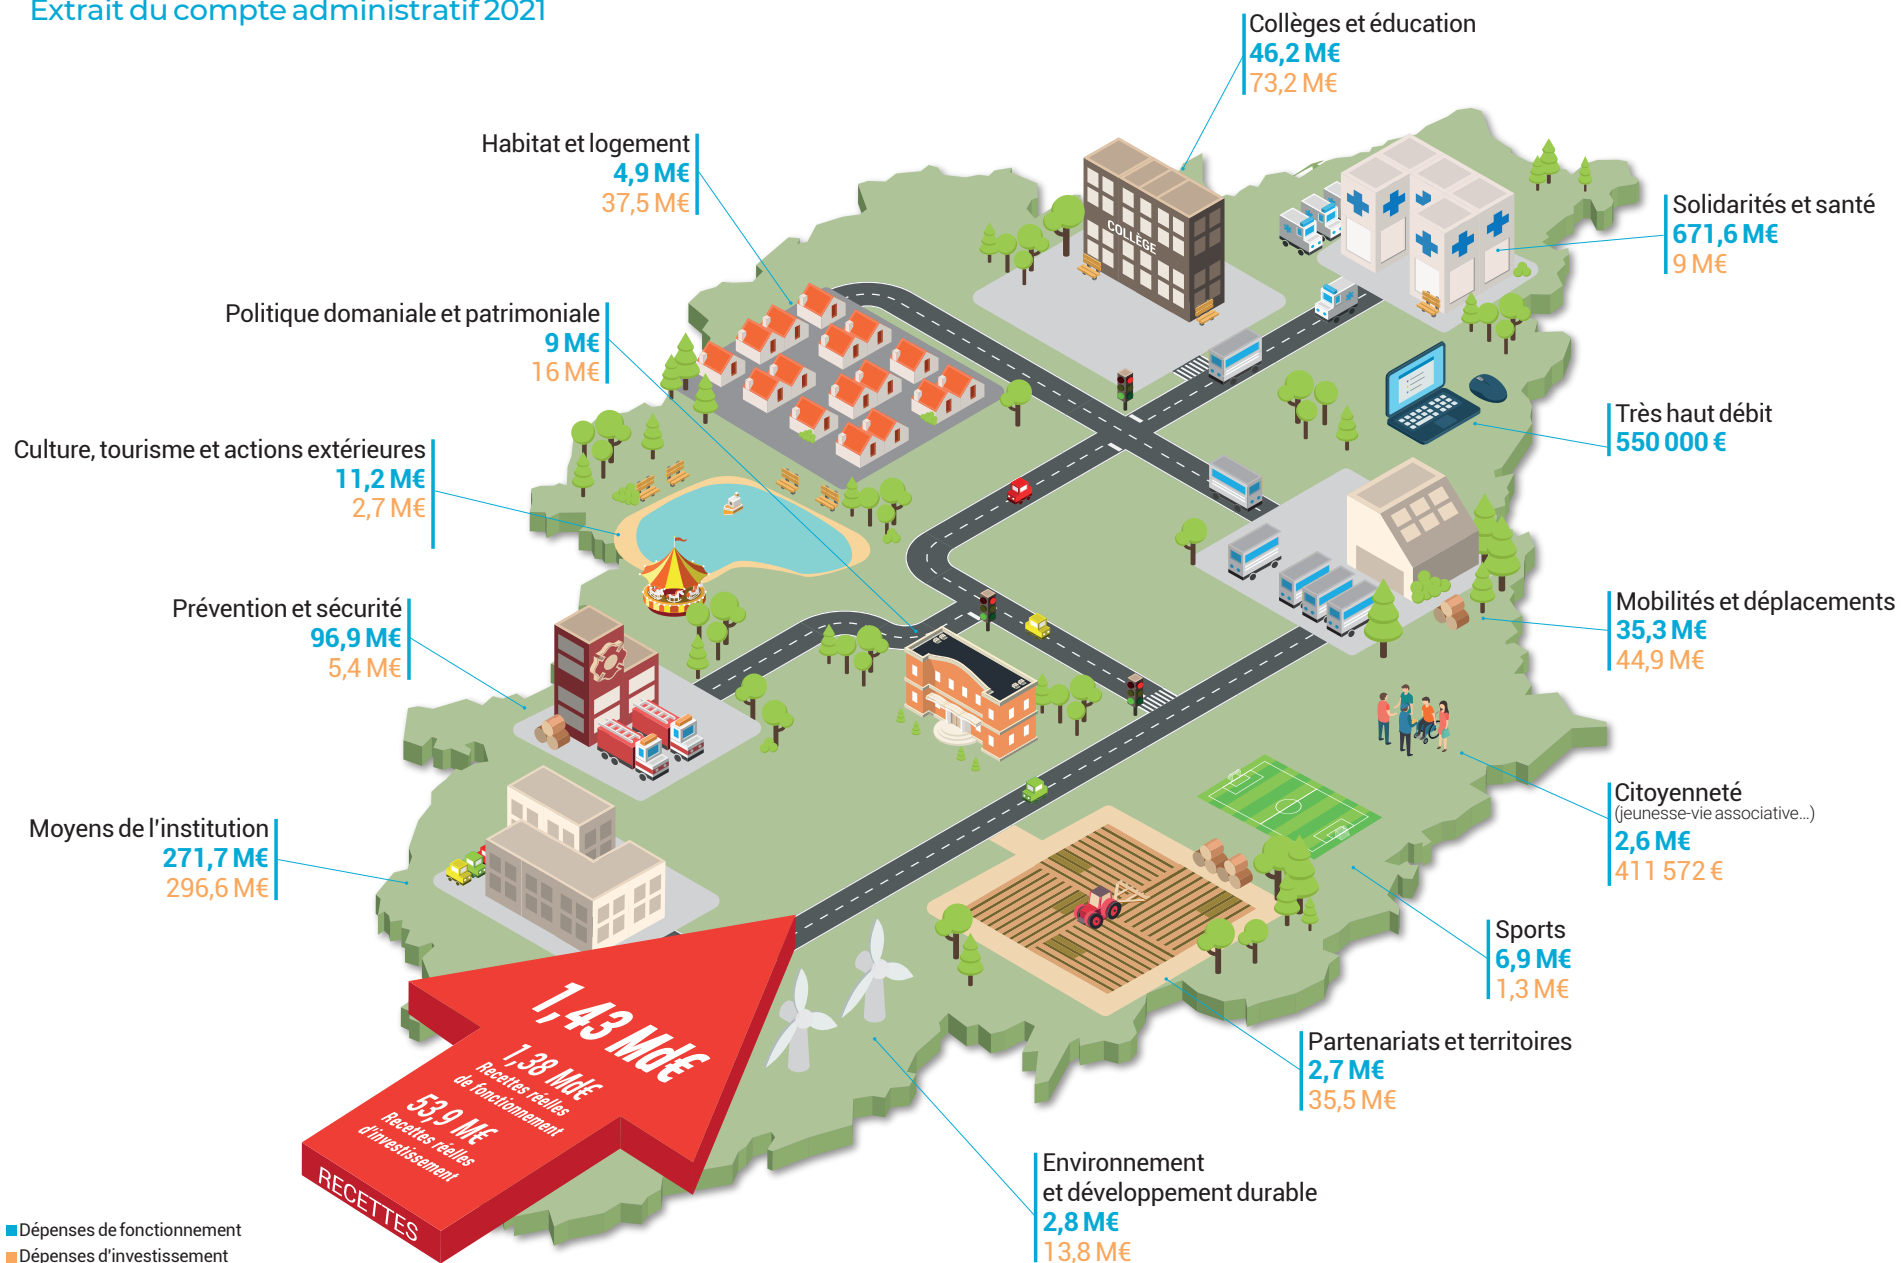 Extrait du compte administratif 2021
Collèges et éducation
46,2 M€
73,2 M€
Habitat et logement
4,9 M€
37,5 M€
Solidarités et santé
671,6 M€
9 M€
Politique domaniale et patrimoniale
9 M€
16 M€
COLLÈGE
Très haut débit
550 000 €
Culture, tourisme et actions extérieures
11,2 M€
2,7 M€
Prévention et sécurité
96,9 M€
5,4 M€
Mobilités et déplacements
35,3 M€
44,9 M€
Citoyenneté
(jeunesse-vie associative...)
2,6 M€
411 572 €
Moyens de l'institution
271,7 M€
296,6 M€
Sports
6,9 M€
1,3 M€
Partenariats et territoires
2,7 M€
35,5 M€
Environnement
et développement durable
2,8 M€
13,8 M€
1,43 Md€
1,38 Md€
Recettes réelles
de fonctionnement
53,9 M€
Recettes réelles
d'investissement
RECETTES
Dépenses de fonctionnement
Dépenses d'investissement